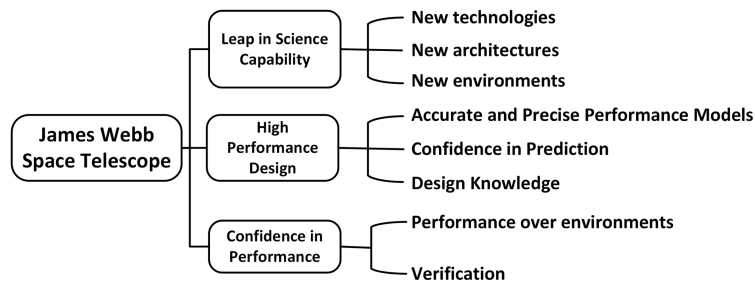 James Webb
Space Telescope
Leap in Science
Capability
New technologies
New architectures
New environments
High
Performance
Design
Accurate and Precise Performance Models
Confidence in Prediction
Design Knowledge
Confidence in
Performance
Performance over environments
Verification